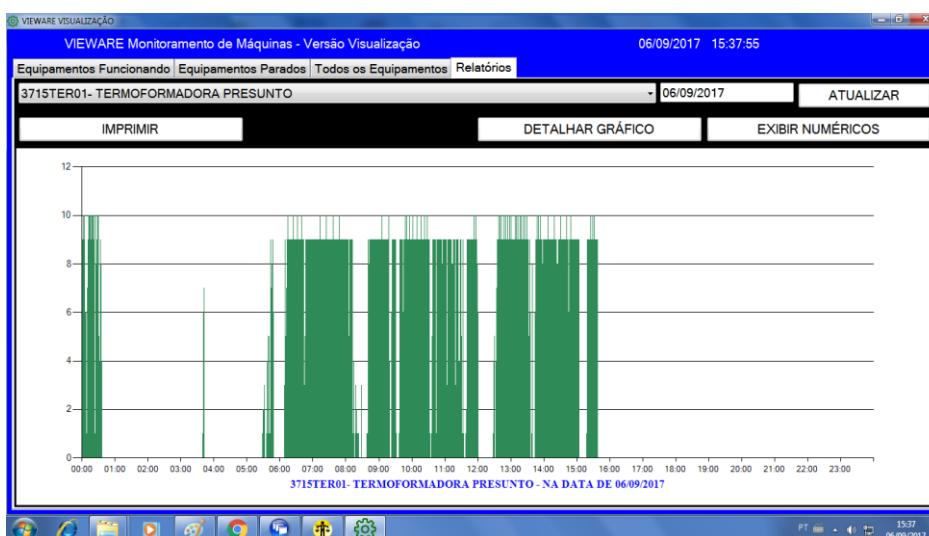 VIEWARE VISUALIZAÇÃO
VIEWARE Monitoramento de Máquinas - Versão Visualização 06/09/2017 15:37:55
Equipamentos Funcionando Equipamentos Parados Todos os Equipamentos Relatórios
3715TER01- TERMOFORMADORA PRESUNTO 06/09/2017 ATUALIZAR
IMPRIMIR DETALHAR GRÁFICO EXIBIR NUMÉRICOS
12
10
8
6
4
2
0
00:00 01:00 02:00 03:00 04:00 05:00 06:00 07:00 08:00 09:00 10:00 11:00 12:00 13:00 14:00 15:00 16:00 17:00 18:00 19:00 20:00 21:00 22:00 23:00
3715TER01- TERMOFORMADORA PRESUNTO - NA DATA DE 06/09/2017
PT 15:37
06/09/2017